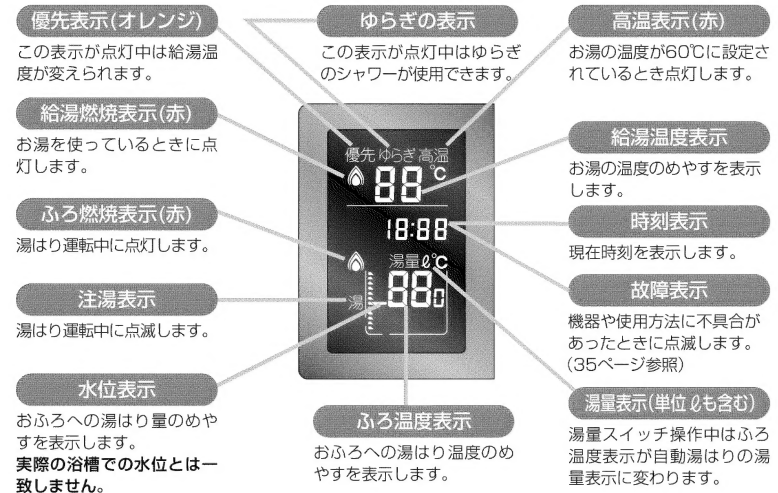 優先表示(オレンジ)
この表示が点灯中は給湯温
度が変えられます。
給湯燃焼表示(赤)
お湯を使っているときに点
灯します。
ふろ燃焼表示(赤)
湯はり運転中に点灯します。
注湯表示
湯はり運転中に点滅します。
水位表示
おふろへの湯はり量のめや
すを表示します。
実際の浴槽での水位とは一
致しません。
ゆらぎの表示
この表示が点灯中はゆらぎ
のシャワーが使用できます。
優先 ゆらぎ 高温
88℃
18:88
湯量ℓ℃
湯
880
ふろ温度表示
おふろへの湯はり温度のめ
やすを表示します。
高温表示(赤)
お湯の温度が60℃に設定さ
れているとき点灯します。
給湯温度表示
お湯の温度のめやすを表示
します。
時刻表示
現在時刻を表示します。
故障表示
機器や使用方法に不具合が
あったときに点滅します。
(35ページ参照)
湯量表示(単位ℓも含む)
湯量スイッチ操作中はふろ
温度表示が自動湯はりの湯
量表示に変わります。